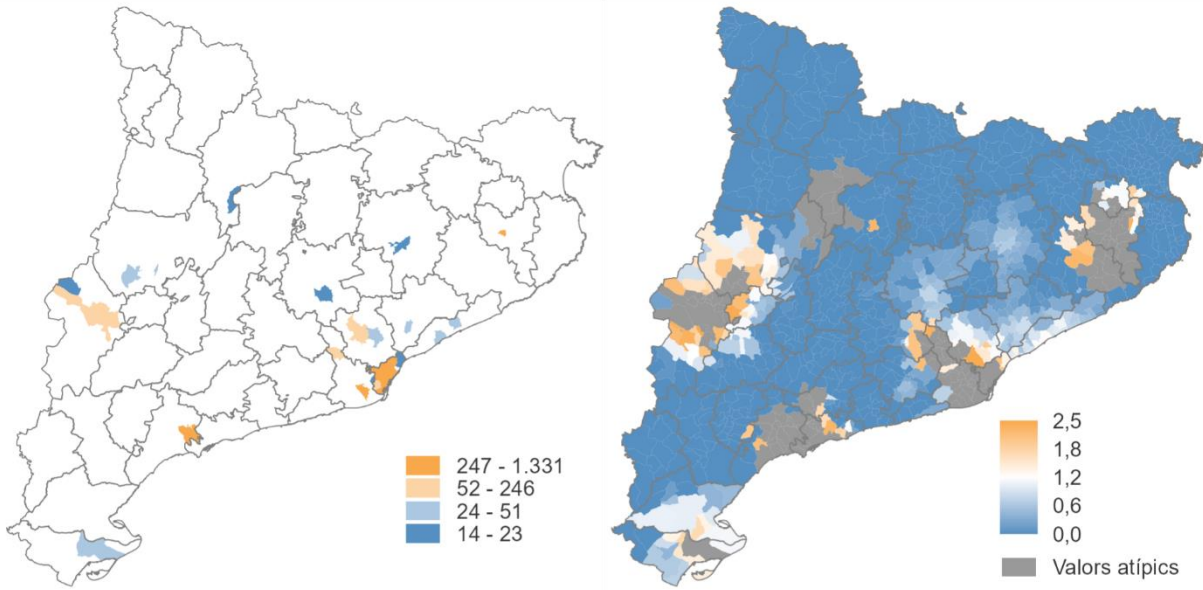 247 - 1.331
52 - 246
24 - 51
14 - 23
2,5
1,8
1,2
0,6
0,0
Valors atípics